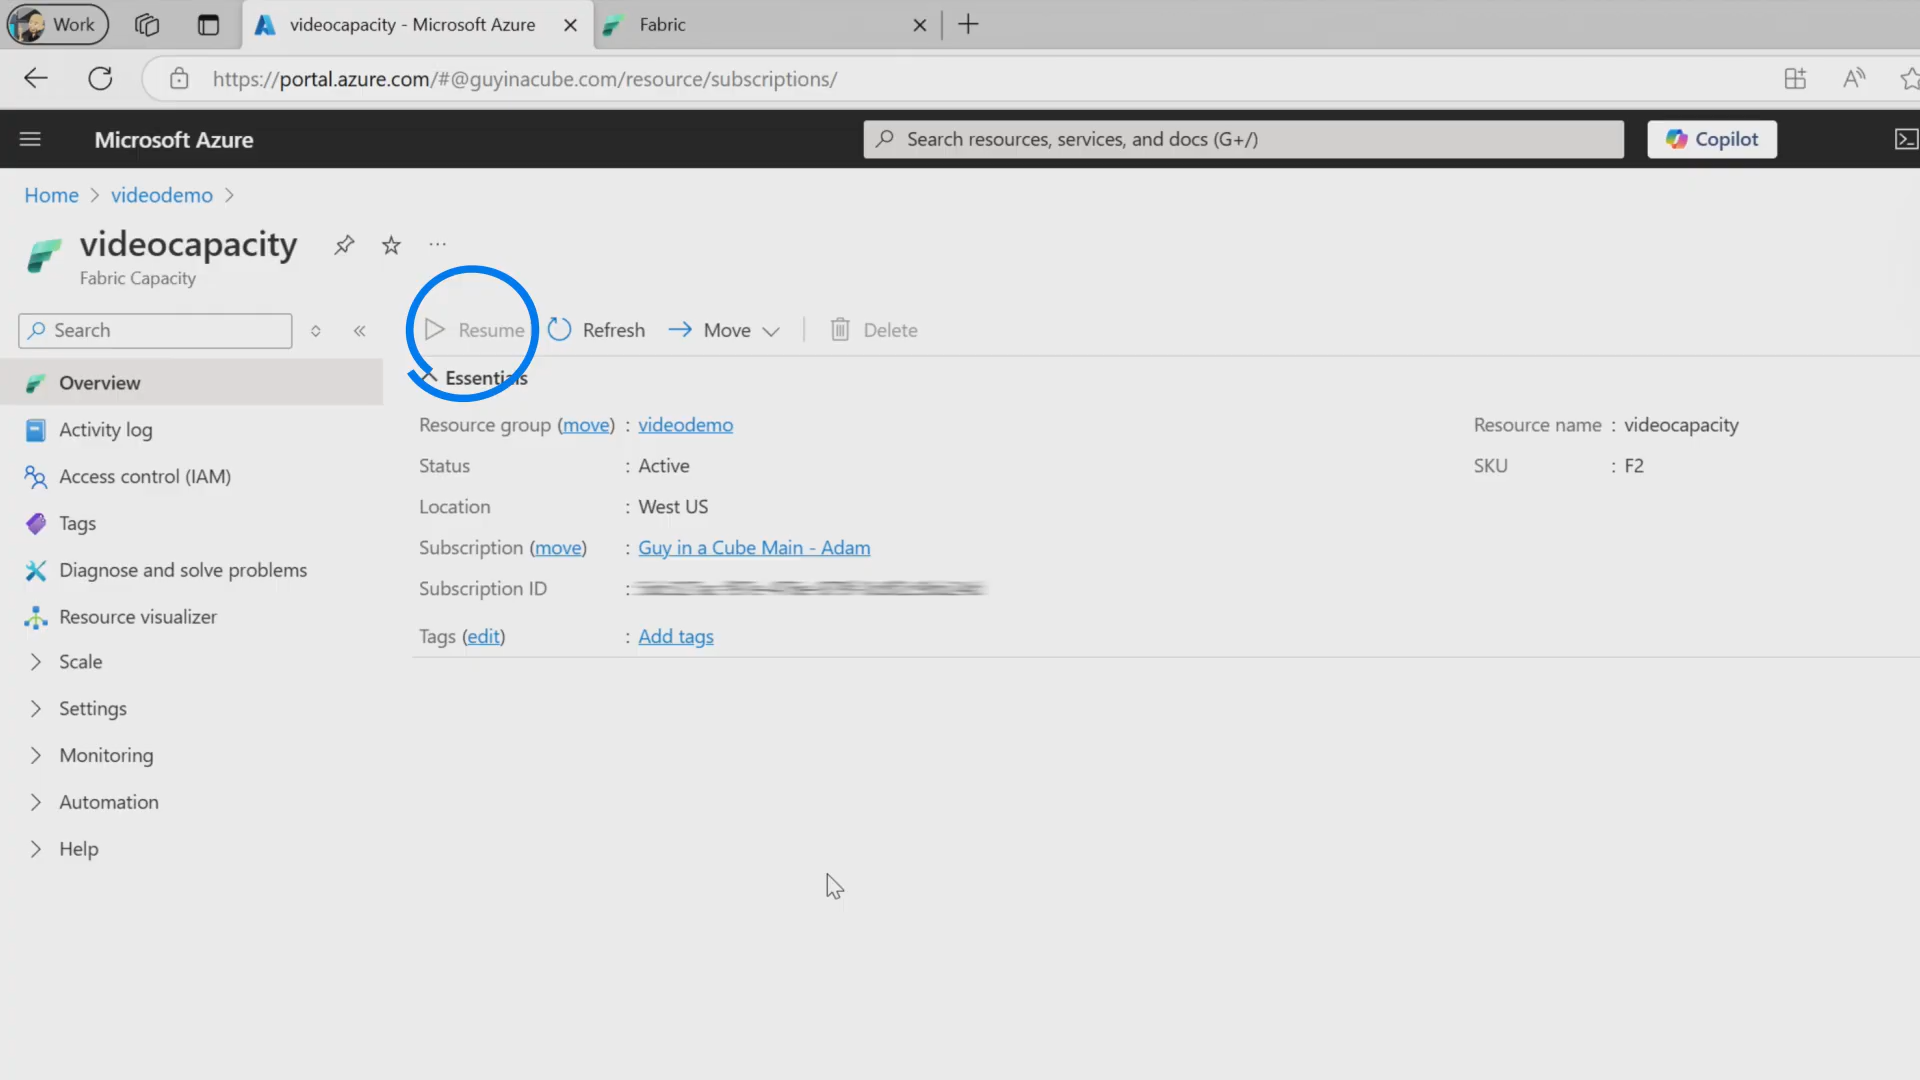 Work
videocapacity - Microsoft Azure
Fabric
https://portal.azure.com/#@guyinacube.com/resource/subscriptions/
Microsoft Azure
Search resources, services, and docs (G+/)
Copilot
Home > videodemo >
videocapacity
Fabric Capacity
Search
Resume
Refresh
Move
Delete
Overview
Activity log
Access control (IAM)
Tags
Diagnose and solve problems
Resource visualizer
Scale
Settings
Monitoring
Automation
Help
Essentials
Resource group (move) : videodemo
Status : Active
Location : West US
Subscription (move) : Guy in a Cube Main - Adam
Subscription ID :
Tags (edit) : Add tags
Resource name : videocapacity
SKU : F2